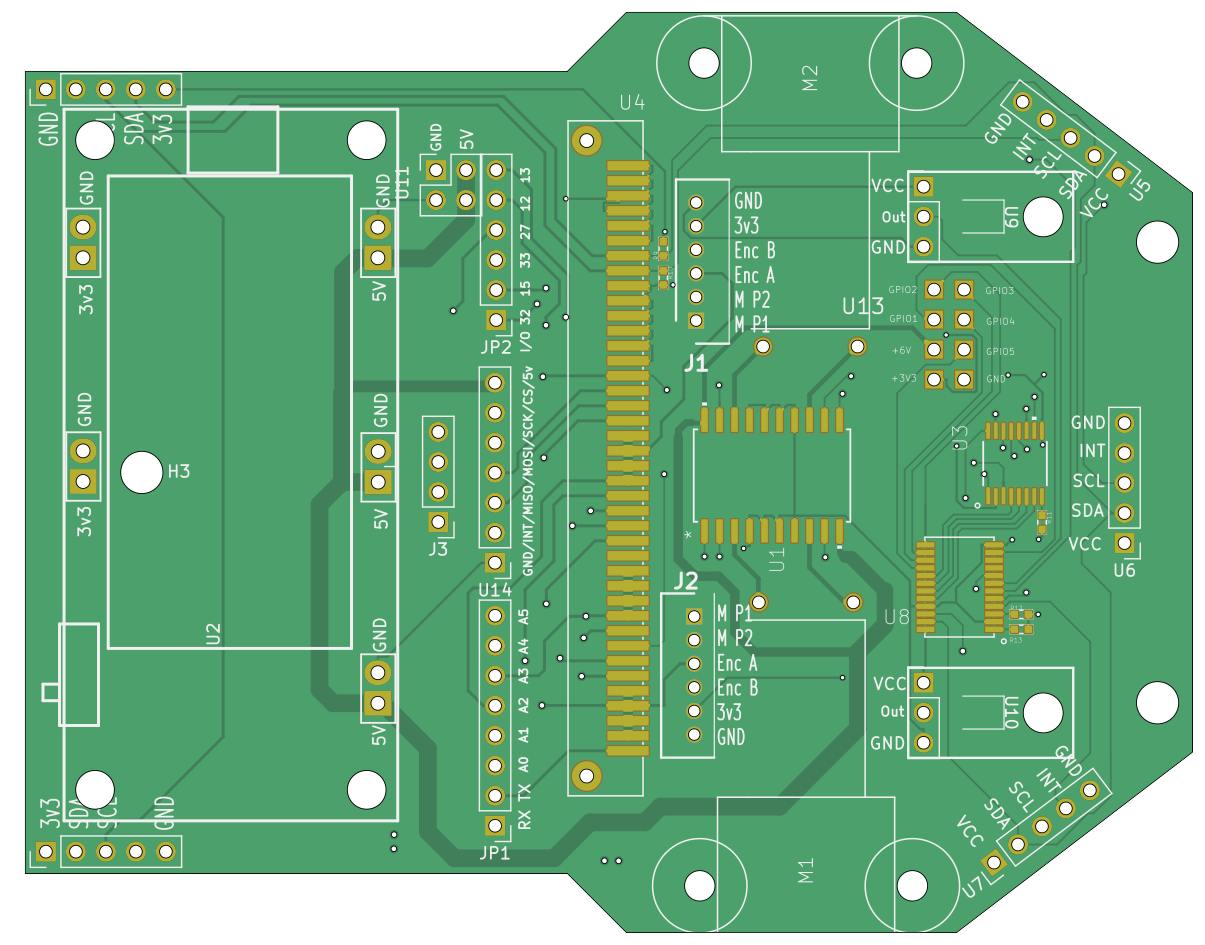 GND
SCL
SDA
3v3
U11
GND
5V
U4
M2
GND
INT
SCL
SDA
VCC
U5
GND
3v3
GND
5V
13
12
27
33
15
I/O 32
JP2
GND
3v3
Enc B
Enc A
M P2
M P1
J1
U13
VCC
Out
GND
U9
GPIO2
GPIO3
GPIO1
GPIO4
+6V
GPIO5
+3V3
GND
GND
3v3
GND
5V
H3
J3
GND/INT/MISO/MOSI/SCK/CS/5v
U14
*
U1
U3
R11
GND
INT
SCL
SDA
VCC
U6
U8
R13
U2
GND
5V
A5
A4
A3
A2
A1
A0
RX TX
JP1
J2
M P1
M P2
Enc A
Enc B
3v3
GND
VCC
Out
GND
U10
3v3
SDA
SCL
GND
M1
GND
INT
SCL
SDA
VCC
U7